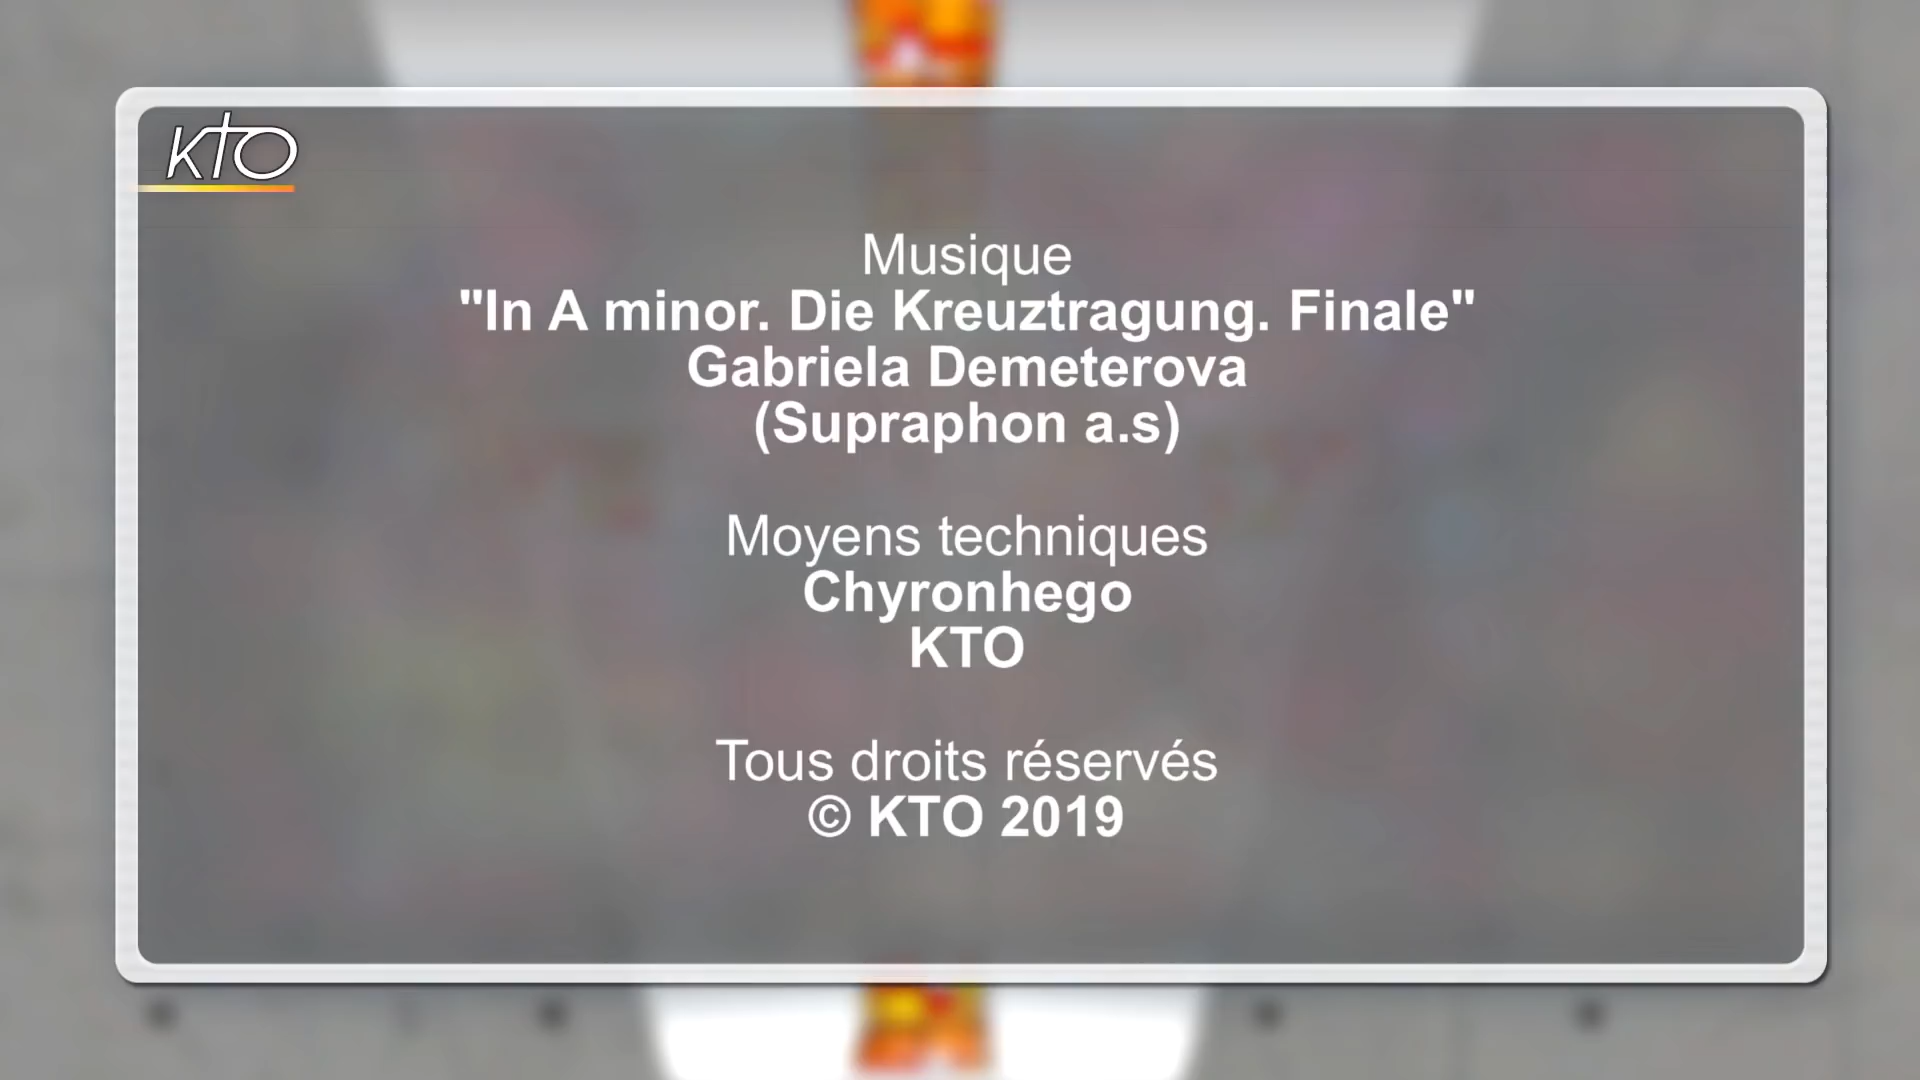 KTO
Musique
"In A minor. Die Kreuztragung. Finale"
Gabriela Demeterova
(Supraphon a.s)
Moyens techniques
Chyronhego
KTO
Tous droits réservés
© KTO 2019